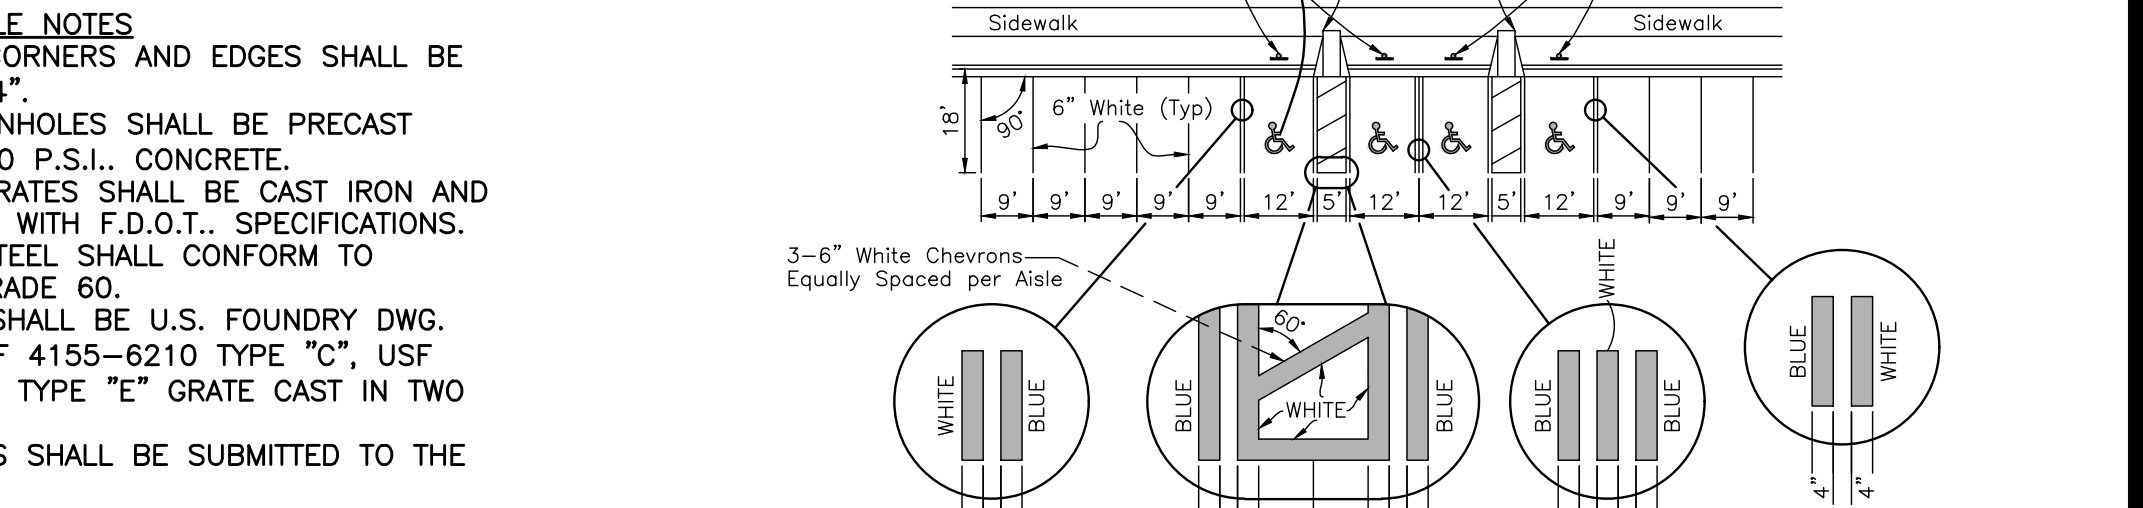 LE NOTES
CORNERS AND EDGES SHALL BE
4”.
NHOLES SHALL BE PRECAST
0 P.S.I.. CONCRETE.
RATES SHALL BE CAST IRON AND
WITH F.D.O.T.. SPECIFICATIONS.
TEEL SHALL CONFORM TO
RADE 60.
SHALL BE U.S. FOUNDRY DWG.
F 4155–6210 TYPE ”C”, USF
TYPE ”E” GRATE CAST IN TWO
S SHALL BE SUBMITTED TO THE
Sidewalk
Sidewalk
18’
90°
6” White (Typ)
9’ 9’ 9’ 9’ 9’ 12’ 5’ 12’ 12’ 5’ 12’ 9’ 9’ 9’
3–6” White Chevrons
Equally Spaced per Aisle
WHITE
BLUE
60°
BLUE
WHITE
BLUE
WHITE
BLUE
BLUE
BLUE
WHITE
4” 4”